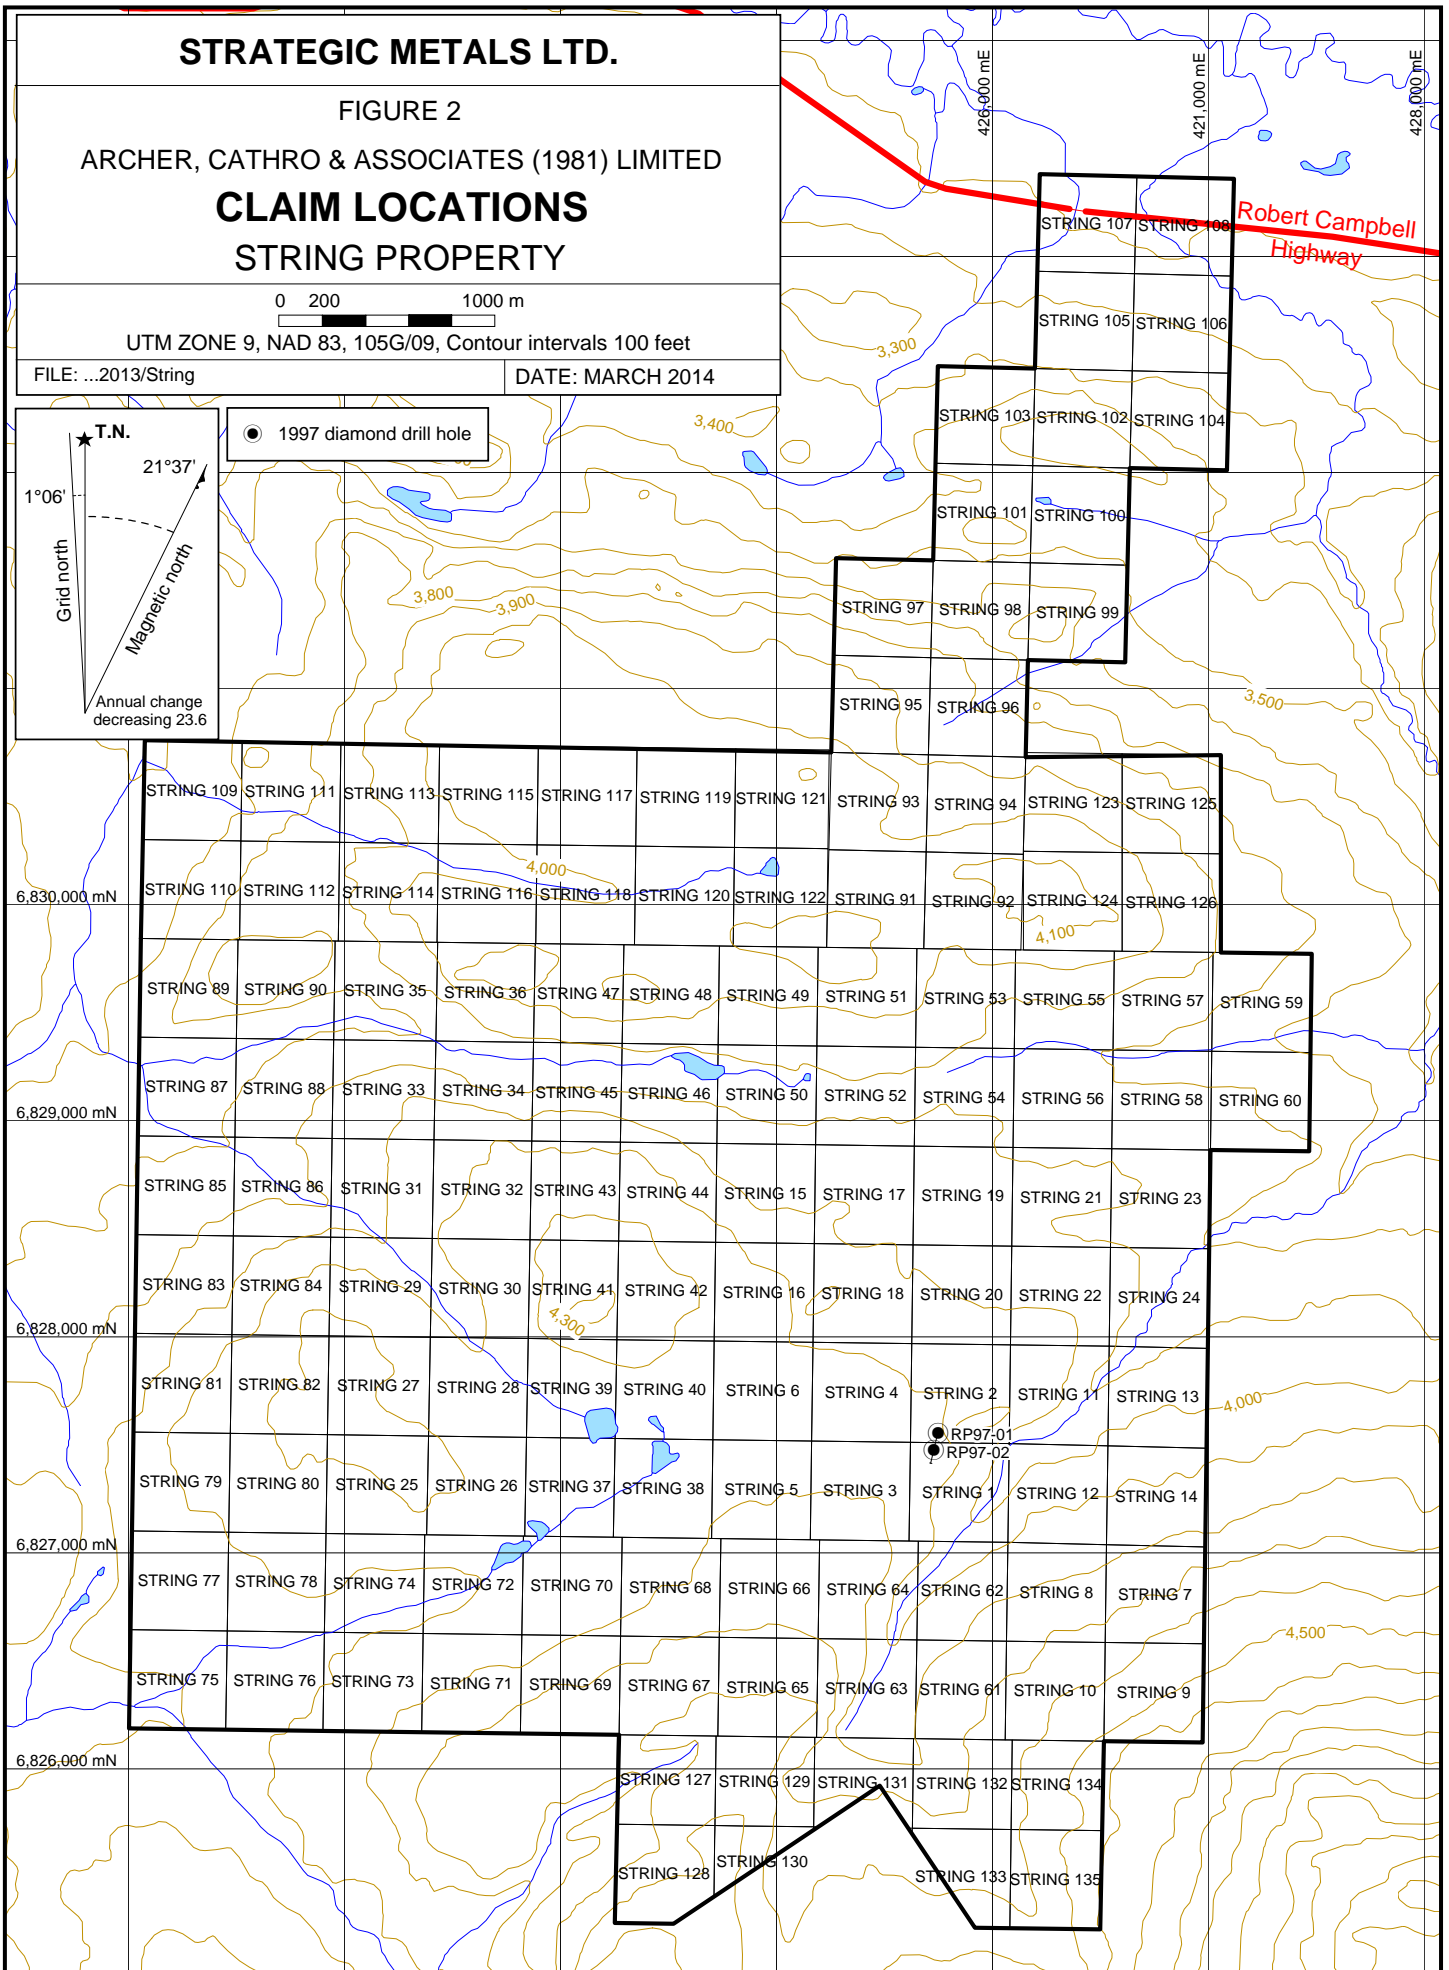 STRATEGIC METALS LTD.
FIGURE 2
ARCHER, CATHRO & ASSOCIATES (1981) LIMITED
CLAIM LOCATIONS
STRING PROPERTY
0 200 1000 m
UTM ZONE 9, NAD 83, 105G/09, Contour intervals 100 feet
FILE: ...2013/String DATE: MARCH 2014
T.N.
21°37'
1°06'
Grid north
Magnetic north
Annual change
decreasing 23.6
1997 diamond drill hole
426,000 mE
421,000 mE
428,000 mE
Robert Campbell
Highway
STRING 107 STRING 108
STRING 105 STRING 106
3,300
STRING 103 STRING 102 STRING 104
3,400
STRING 101 STRING 100
3,800
3,900
STRING 97 STRING 98 STRING 99
3,500
STRING 95 STRING 96
STRING 109 STRING 111 STRING 113 STRING 115 STRING 117 STRING 119 STRING 121 STRING 93 STRING 94 STRING 123 STRING 125
4,000
6,830,000 mN
STRING 110 STRING 112 STRING 114 STRING 116 STRING 118 STRING 120 STRING 122 STRING 91 STRING 92 STRING 124 STRING 126
4,100
STRING 89 STRING 90 STRING 35 STRING 36 STRING 47 STRING 48 STRING 49 STRING 51 STRING 53 STRING 55 STRING 57 STRING 59
STRING 87 STRING 88 STRING 33 STRING 34 STRING 45 STRING 46 STRING 50 STRING 52 STRING 54 STRING 56 STRING 58 STRING 60
6,829,000 mN
STRING 85 STRING 86 STRING 31 STRING 32 STRING 43 STRING 44 STRING 15 STRING 17 STRING 19 STRING 21 STRING 23
STRING 83 STRING 84 STRING 29 STRING 30 STRING 41 STRING 42 STRING 16 STRING 18 STRING 20 STRING 22 STRING 24
4,300
6,828,000 mN
STRING 81 STRING 82 STRING 27 STRING 28 STRING 39 STRING 40 STRING 6 STRING 4 STRING 2 STRING 11 STRING 13
4,000
RP97-01
RP97-02
STRING 79 STRING 80 STRING 25 STRING 26 STRING 37 STRING 38 STRING 5 STRING 3 STRING 1 STRING 12 STRING 14
6,827,000 mN
STRING 77 STRING 78 STRING 74 STRING 72 STRING 70 STRING 68 STRING 66 STRING 64 STRING 62 STRING 8 STRING 7
4,500
STRING 75 STRING 76 STRING 73 STRING 71 STRING 69 STRING 67 STRING 65 STRING 63 STRING 61 STRING 10 STRING 9
6,826,000 mN
STRING 127 STRING 129 STRING 131 STRING 132 STRING 134
STRING 128 STRING 130 STRING 133 STRING 135